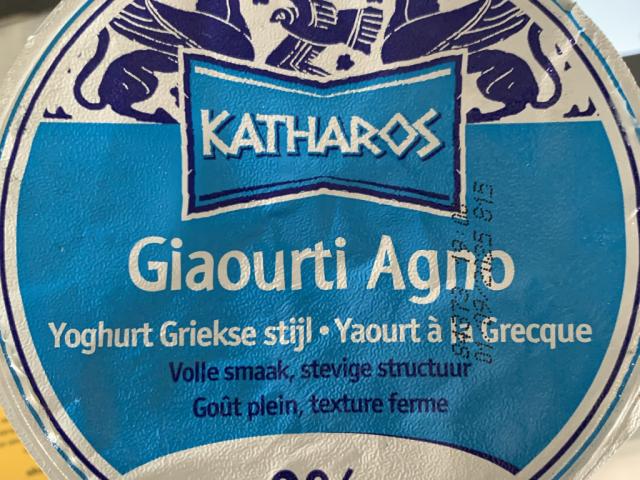 KATHAROS
Giaourti Agno
Yoghurt Griekse stijl • Yaourt à la Grecque
Volle smaak, stevige structuur
Goût plein, texture ferme